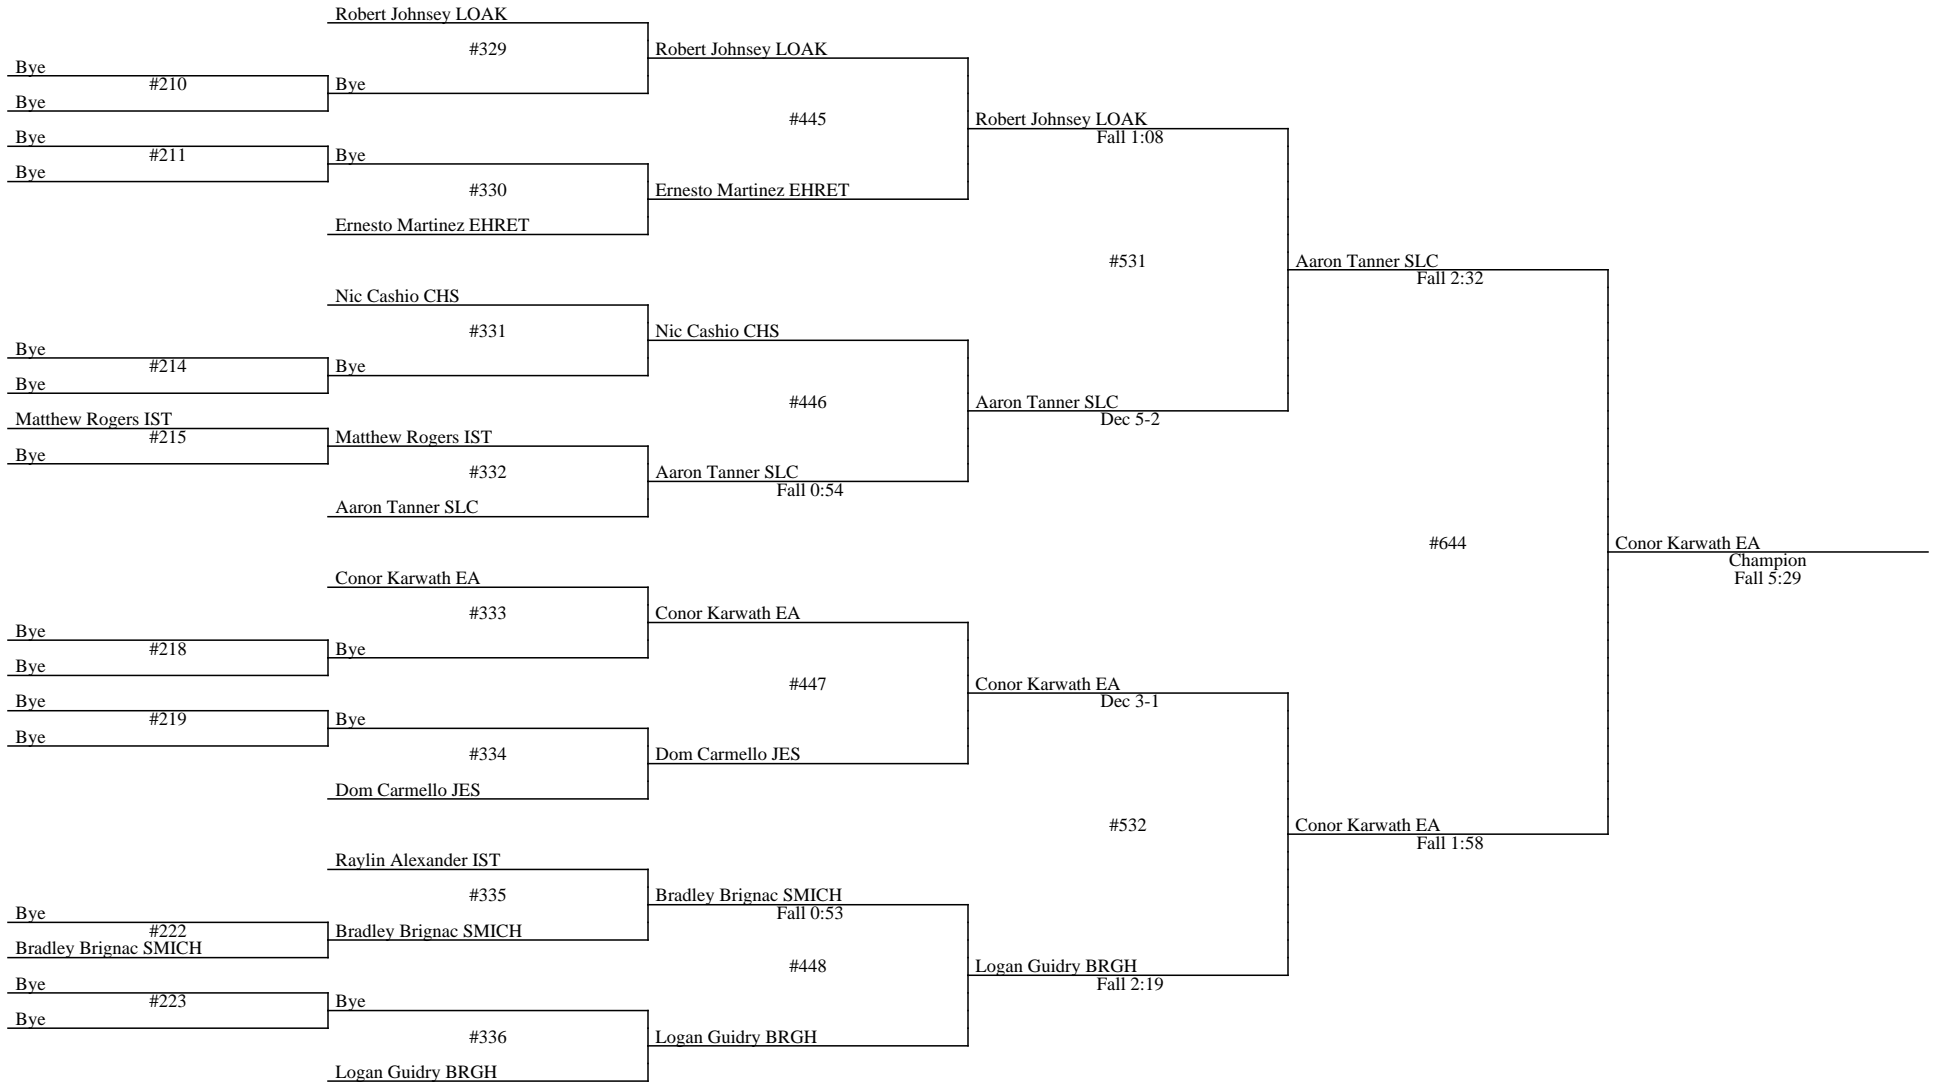 Robert Johnsey LOAK
#329
Robert Johnsey LOAK
Bye
#210
Bye
Bye
#445
Robert Johnsey LOAK
Fall 1:08
Bye
#211
Bye
Bye
#330
Ernesto Martinez EHRET
Ernesto Martinez EHRET
#531
Aaron Tanner SLC
Fall 2:32
Nic Cashio CHS
#331
Nic Cashio CHS
Bye
#214
Bye
Bye
#446
Aaron Tanner SLC
Dec 5-2
Matthew Rogers IST
#215
Matthew Rogers IST
Bye
#332
Aaron Tanner SLC
Fall 0:54
Aaron Tanner SLC
#644
Conor Karwath EA
Champion
Fall 5:29
Conor Karwath EA
#333
Conor Karwath EA
Bye
#218
Bye
Bye
#447
Conor Karwath EA
Dec 3-1
Bye
#219
Bye
Bye
#334
Dom Carmello JES
Dom Carmello JES
#532
Conor Karwath EA
Fall 1:58
Raylin Alexander IST
#335
Bradley Brignac SMICH
Fall 0:53
Bye
#222
Bradley Brignac SMICH
Bradley Brignac SMICH
#448
Logan Guidry BRGH
Fall 2:19
Bye
#223
Bye
Bye
#336
Logan Guidry BRGH
Logan Guidry BRGH